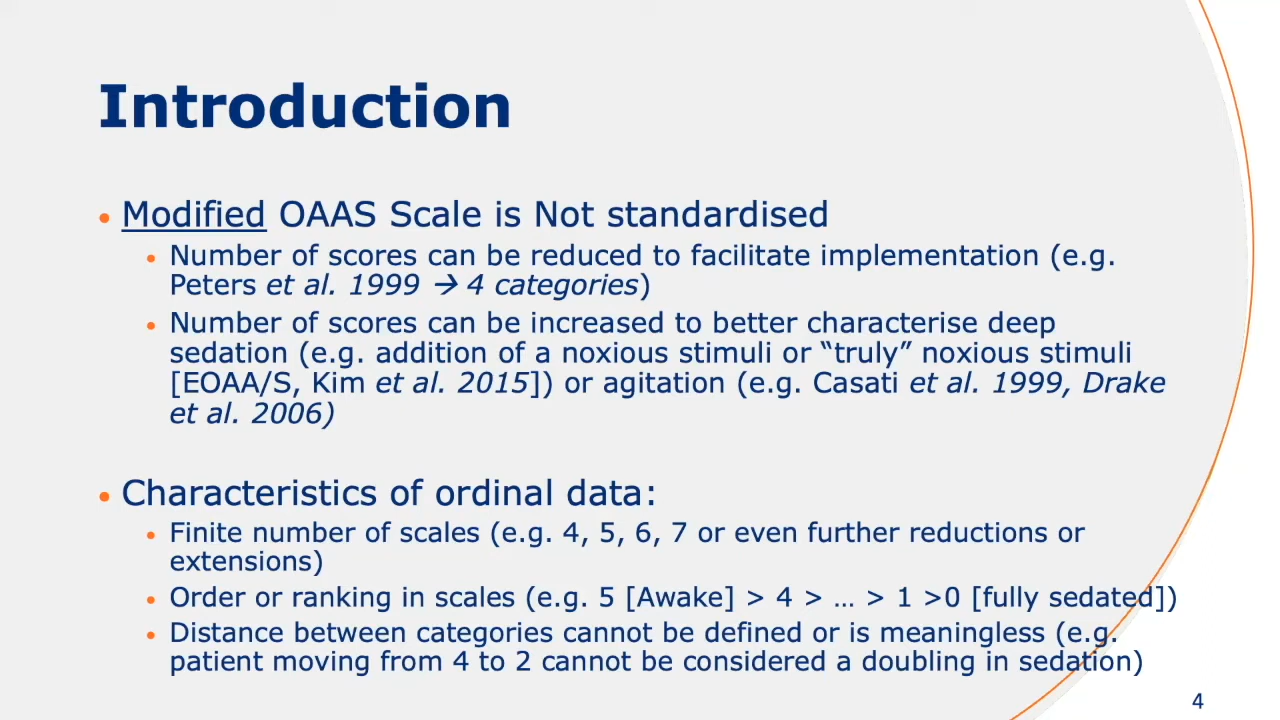 Introduction
• Modified OAAS Scale is Not standardised
• Number of scores can be reduced to facilitate implementation (e.g.
Peters et al. 1999 → 4 categories)
• Number of scores can be increased to better characterise deep
sedation (e.g. addition of a noxious stimuli or “truly” noxious stimuli
[EOAA/S, Kim et al. 2015]) or agitation (e.g. Casati et al. 1999, Drake
et al. 2006)
• Characteristics of ordinal data:
• Finite number of scales (e.g. 4, 5, 6, 7 or even further reductions or
extensions)
• Order or ranking in scales (e.g. 5 [Awake] > 4 > … > 1 >0 [fully sedated])
• Distance between categories cannot be defined or is meaningless (e.g.
patient moving from 4 to 2 cannot be considered a doubling in sedation)
4